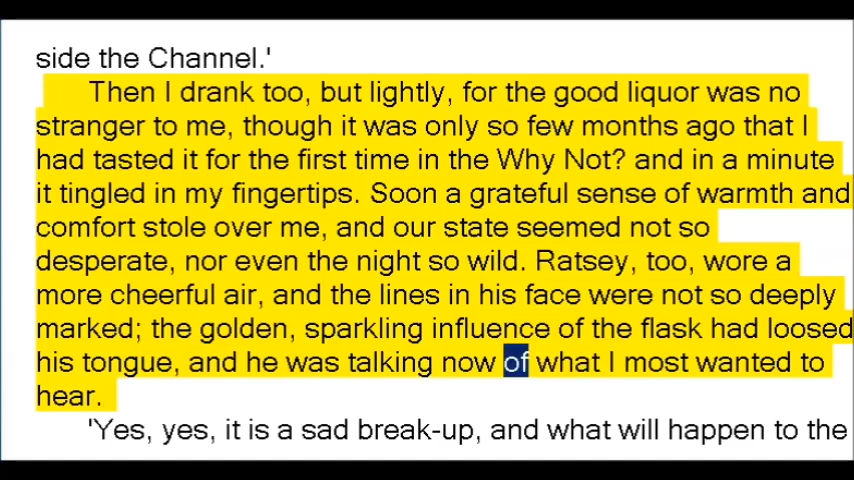 side the Channel.'
Then I drank too, but lightly, for the good liquor was no
stranger to me, though it was only so few months ago that I
had tasted it for the first time in the Why Not? and in a minute
it tingled in my fingertips. Soon a grateful sense of warmth and
comfort stole over me, and our state seemed not so
desperate, nor even the night so wild. Ratsey, too, wore a
more cheerful air, and the lines in his face were not so deeply
marked; the golden, sparkling influence of the flask had loosed
his tongue, and he was talking now of what I most wanted to
hear.
'Yes, yes, it is a sad break-up, and what will happen to the